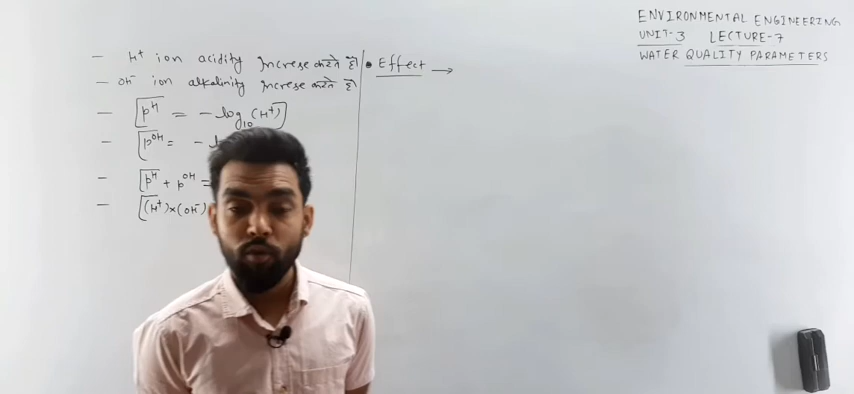 ENVIRONMENTAL ENGINEERING
UNIT-3 LECTURE-7
WATER QUALITY PARAMETERS
- H⁺ ion acidity Increse करते है।
- OH⁻ ion alkalinity Increse करते है।
- pᴴ = - log₁₀(H⁺)
- pᴼᴴ = -
- pᴴ + pᴼᴴ =
- (H⁺)×(OH⁻)
• Effect →